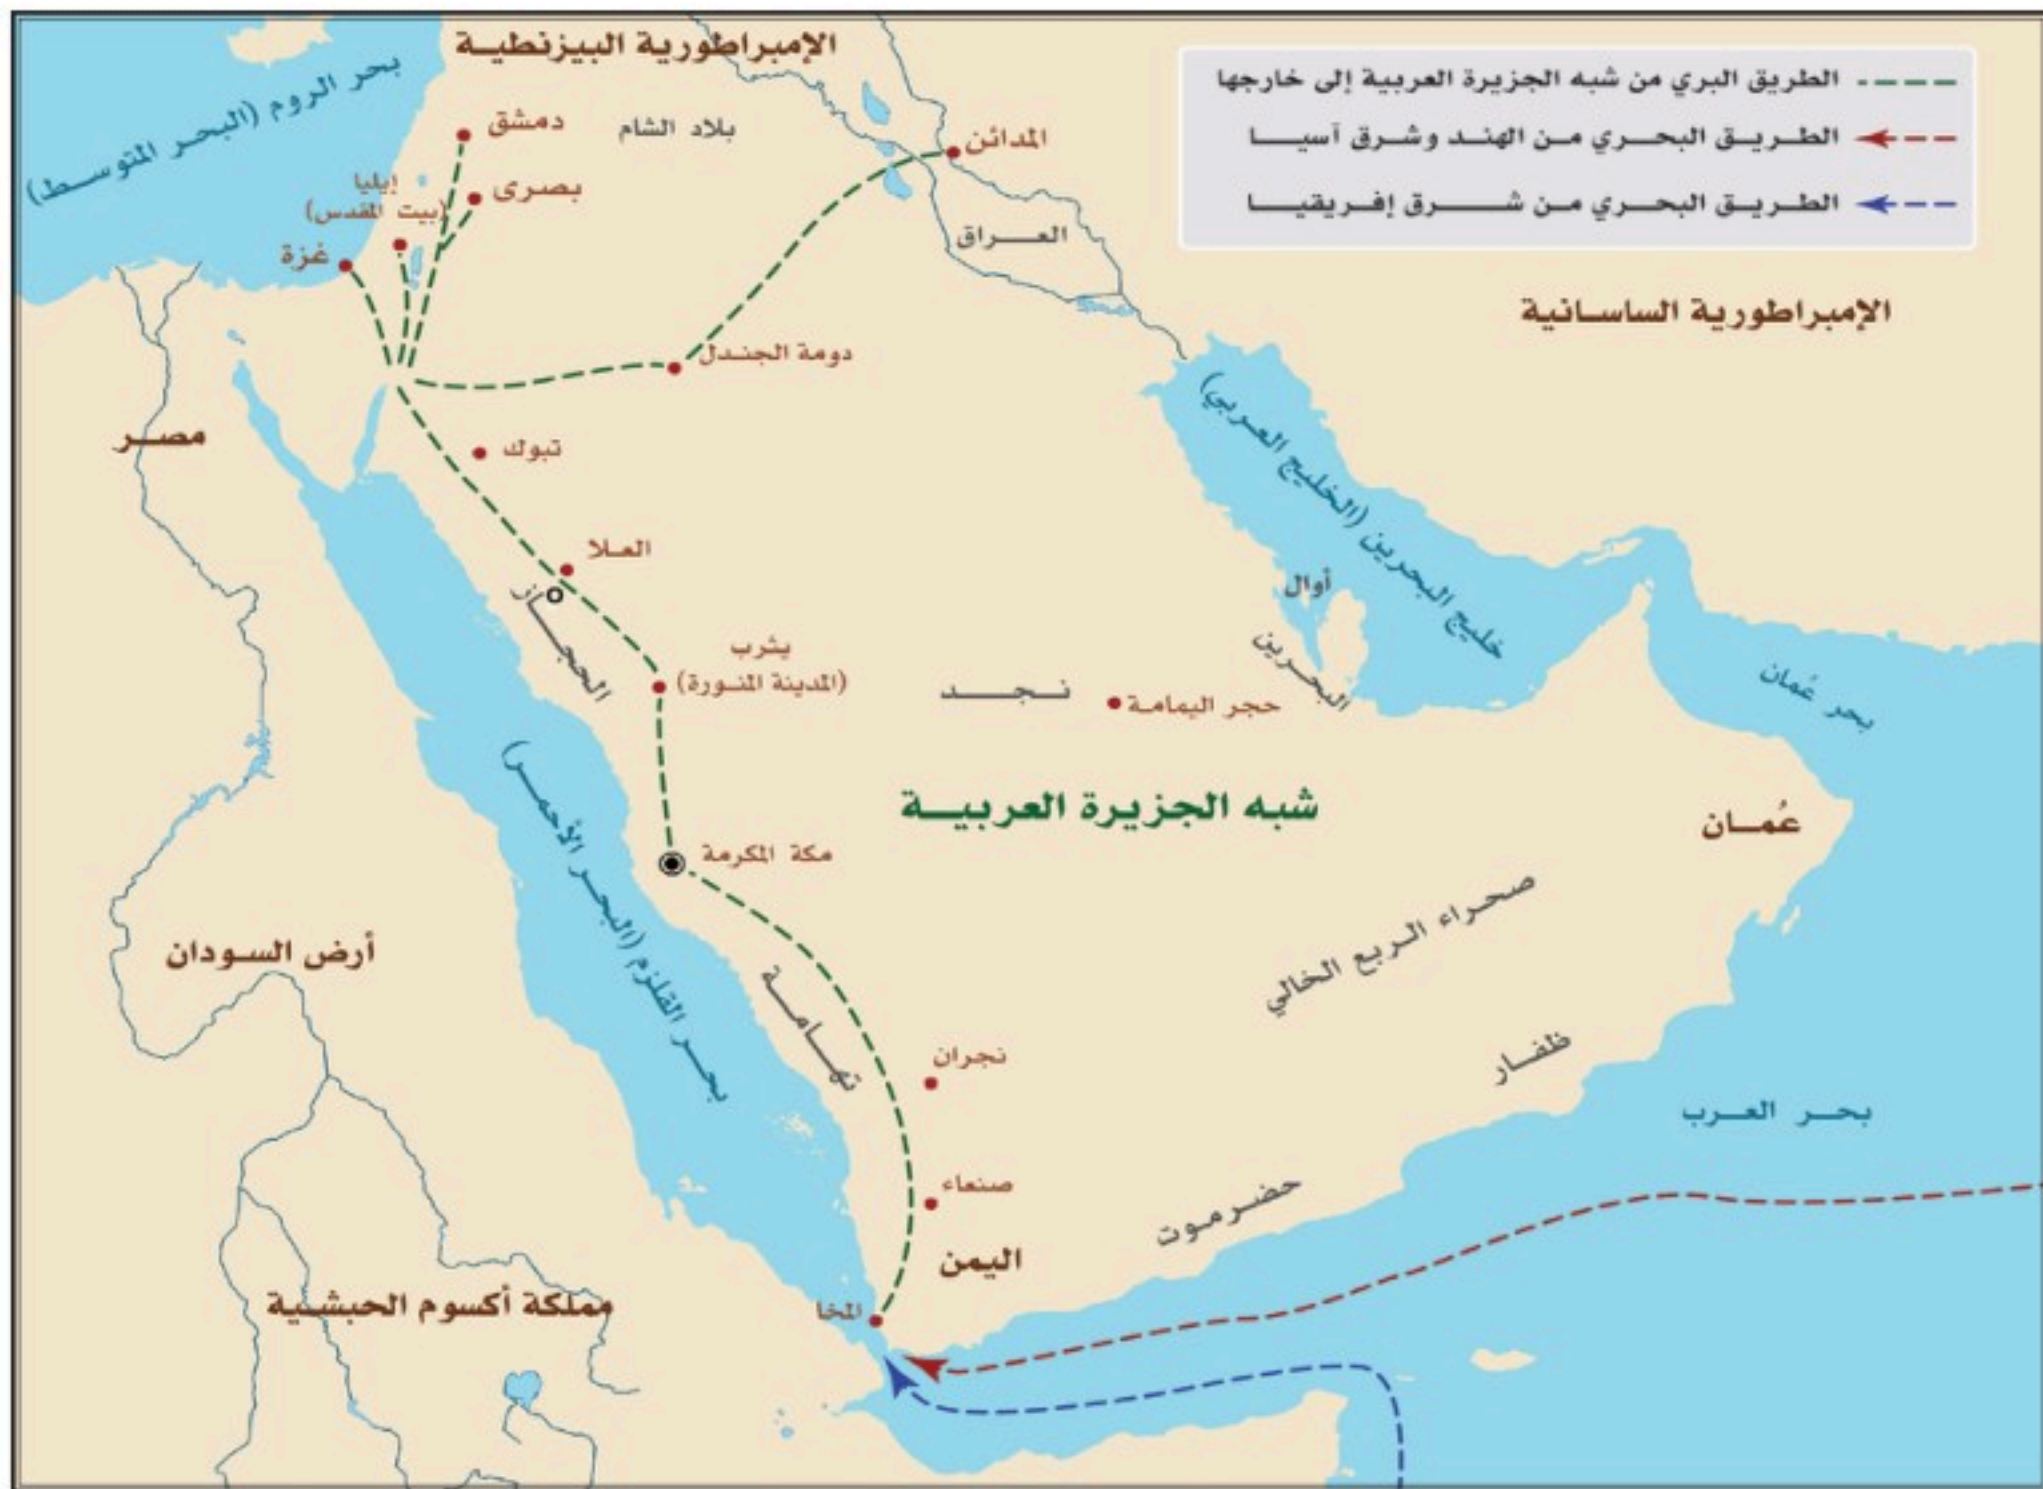 الطريق البري من شبه الجزيرة العربية إلى خارجها
الطريق البحري من الهند وشرق آسيا
الطريق البحري من شرق إفريقيا
الإمبراطورية البيزنطية
بحر الروم (البحر المتوسط)
دمشق
بلاد الشام
المدائن
إيليا
(بيت المقدس)
بصرى
غزة
العراق
الإمبراطورية الساسانية
دومة الجندل
مصر
تبوك
خليج البحرين (الخليج العربي)
العلا
الحجاز
أوال
يثرب
(المدينة المنورة)
نجد
حجر اليمامة
البحرين
بحر عُمان
شبه الجزيرة العربية
عُمان
مكة المكرمة
بحر القلزم (البحر الأحمر)
صحراء الربع الخالي
أرض السودان
تهامة
نجران
ظفار
بحر العرب
صنعاء
حضرموت
اليمن
المخا
مملكة أكسوم الحبشية